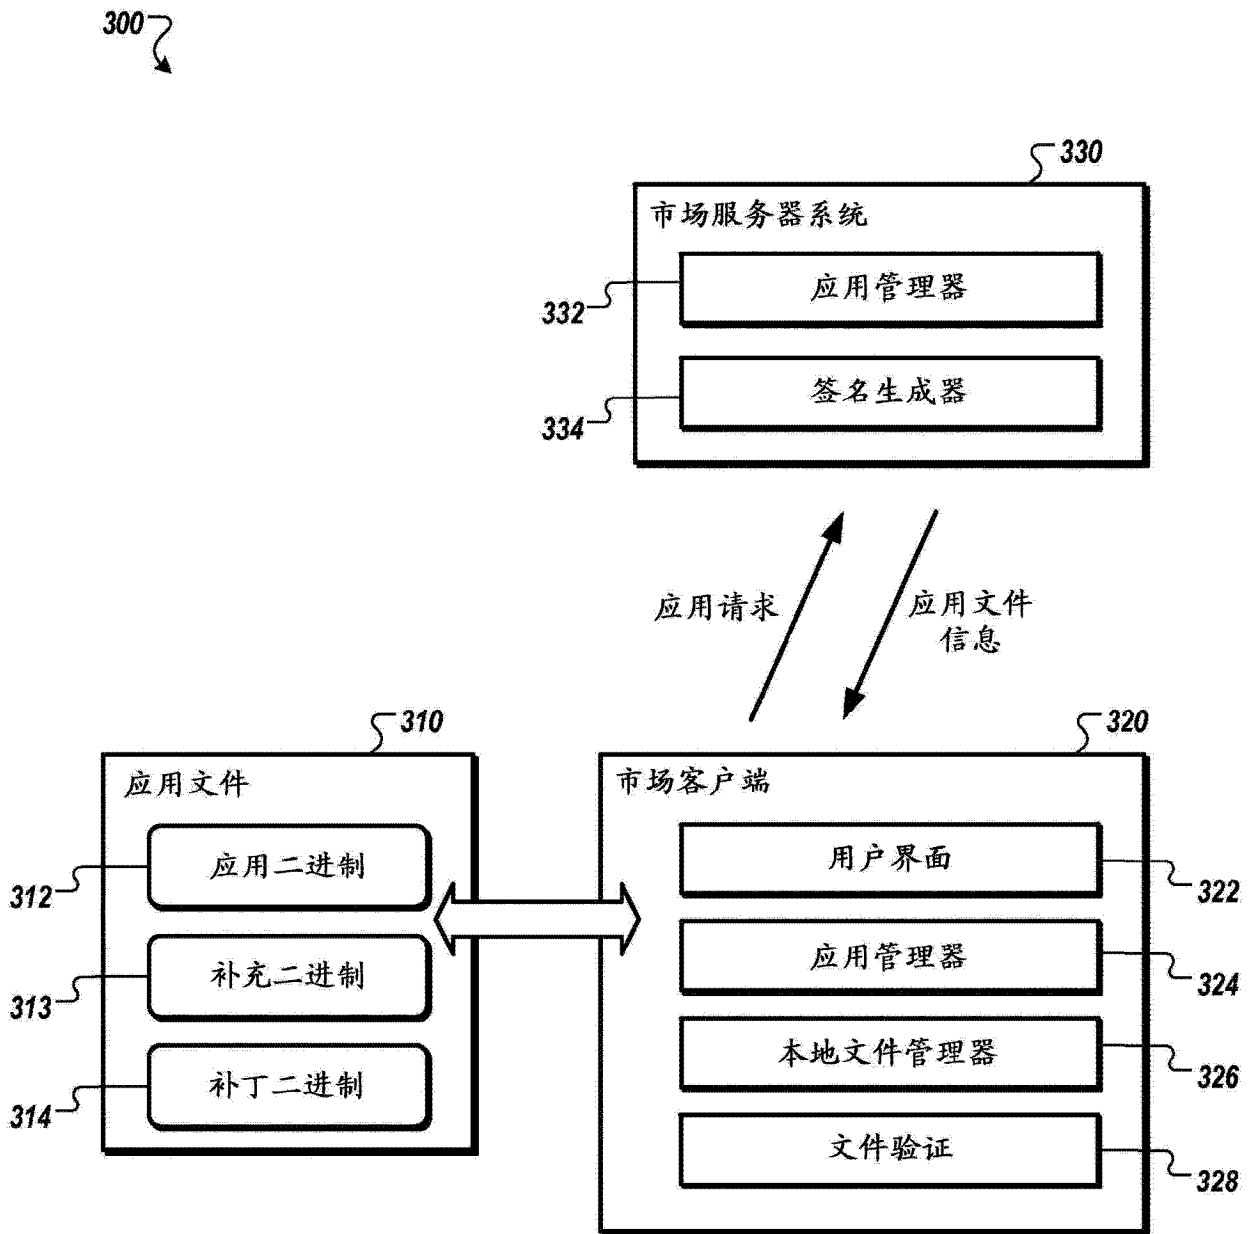 300
330
市场服务器系统
应用管理器
332
签名生成器
334
应用请求
应用文件
信息
310
应用文件
应用二进制
312
补充二进制
313
补丁二进制
314
320
市场客户端
用户界面
322
应用管理器
324
本地文件管理器
326
文件验证
328